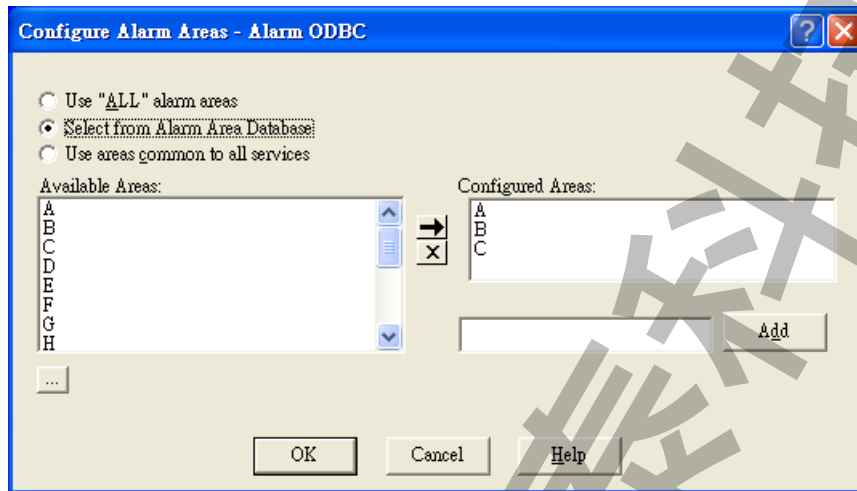 Configure Alarm Areas - Alarm ODBC
Use "ALL" alarm areas
Select from Alarm Area Database
Use areas common to all services
Available Areas:
A
B
C
D
E
F
G
H
Configured Areas:
A
B
C
Add
...
OK
Cancel
Help